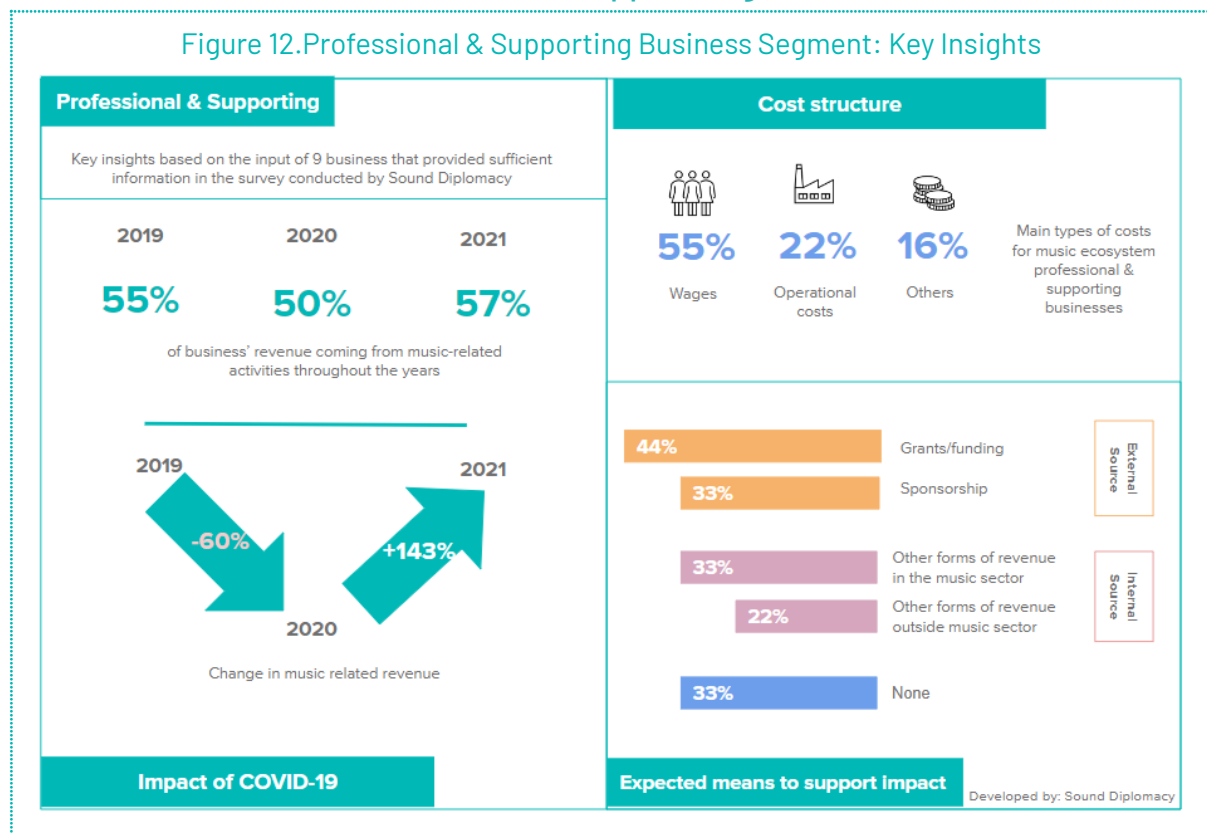 Figure 12.Professional & Supporting Business Segment: Key Insights
Professional & Supporting
Key insights based on the input of 9 business that provided sufficient
information in the survey conducted by Sound Diplomacy
2019
2020
2021
55%
50%
57%
of business’ revenue coming from music-related
activities throughout the years
2019
2021
-60%
+143%
2020
Change in music related revenue
Impact of COVID-19
Cost structure
55%
22%
16%
Wages
Operational
costs
Others
Main types of costs
for music ecosystem
professional &
supporting
businesses
44%
Grants/funding
33%
Sponsorship
External
Source
33%
Other forms of revenue
in the music sector
22%
Other forms of revenue
outside music sector
Internal
Source
33%
None
Expected means to support impact
Developed by: Sound Diplomacy